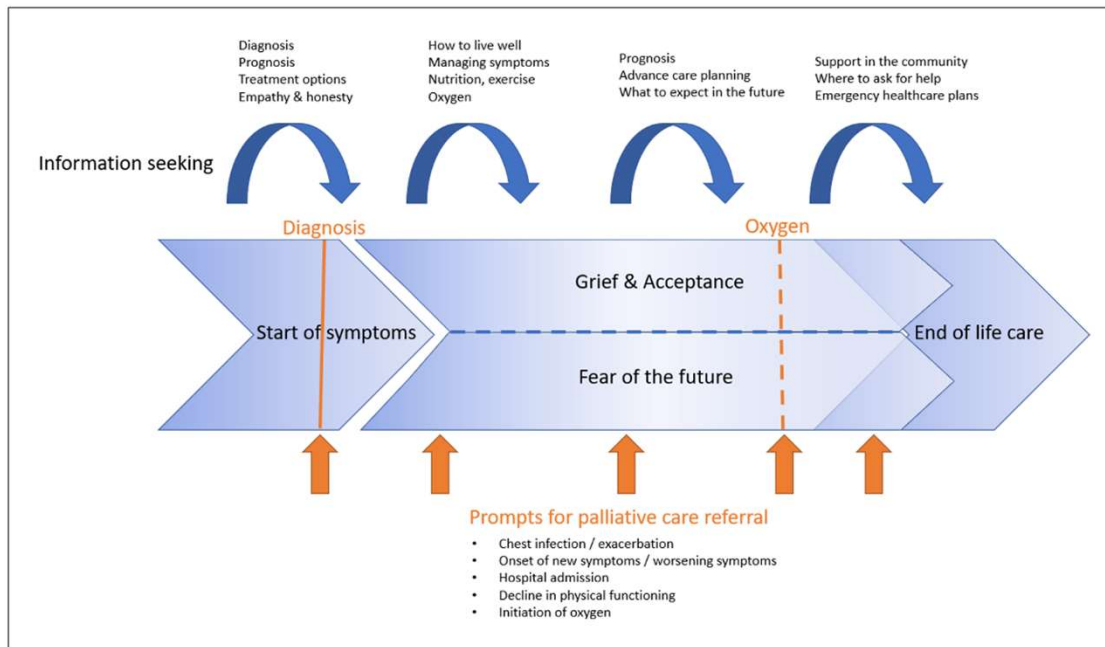 Diagnosis
Prognosis
Treatment options
Empathy & honesty
How to live well
Managing symptoms
Nutrition, exercise
Oxygen
Prognosis
Advance care planning
What to expect in the future
Support in the community
Where to ask for help
Emergency healthcare plans
Information seeking
Diagnosis
Oxygen
Grief & Acceptance
Start of symptoms
End of life care
Fear of the future
Prompts for palliative care referral
• Chest infection / exacerbation
• Onset of new symptoms / worsening symptoms
• Hospital admission
• Decline in physical functioning
• Initiation of oxygen